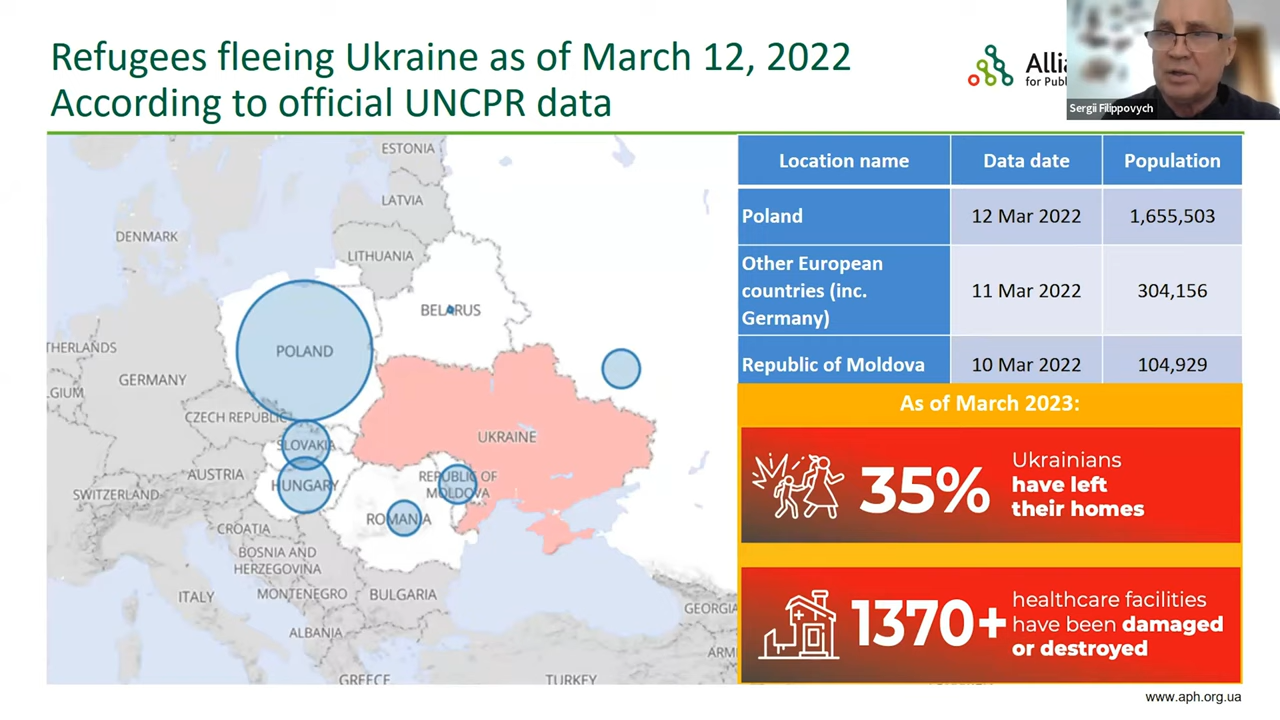 Refugees fleeing Ukraine as of March 12, 2022
According to official UNCPR data
for Publ
Sergii Filippovych
Location name Data date Population
Poland 12 Mar 2022 1,655,503
Other European
countries (inc.
Germany) 11 Mar 2022 304,156
Republic of Moldova 10 Mar 2022 104,929
As of March 2023:
35%
Ukrainians
have left
their homes
1370+
healthcare facilities
have been damaged
or destroyed
ESTONIA
LATVIA
DENMARK
LITHUANIA
BELARUS
THERLANDS
POLAND
GERMANY
LGIUM
CZECH REPUBLIC
UKRAINE
SLOVAKIA
AUSTRIA
HUNGARY
REPUBLIC OF
MOLDOVA
SWITZERLAND
ROMANIA
CROATIA
BOSNIA AND
HERZEGOVINA
MONTENEGRO
BULGARIA
ITALY
GEORGIA
ALBANIA
ARM
GREECE
TURKEY
www.aph.org.ua